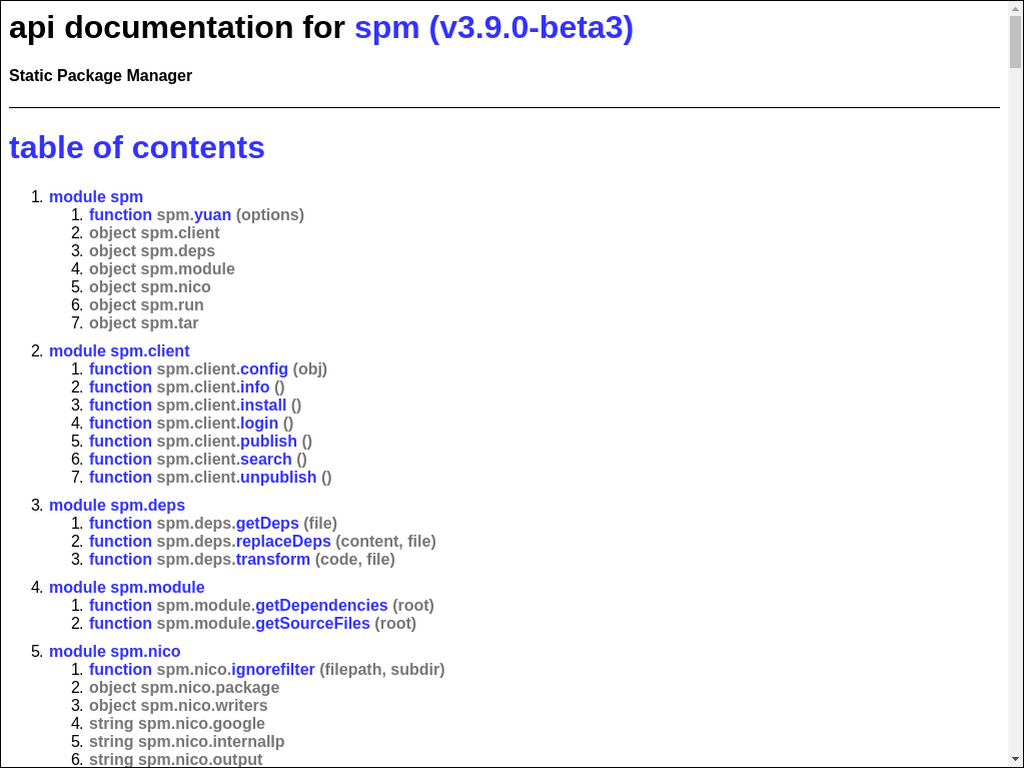 api documentation for spm (v3.9.0-beta3)
Static Package Manager
table of contents
1. module spm
1. function spm.yuan (options)
2. object spm.client
3. object spm.deps
4. object spm.module
5. object spm.nico
6. object spm.run
7. object spm.tar
2. module spm.client
1. function spm.client.config (obj)
2. function spm.client.info ()
3. function spm.client.install ()
4. function spm.client.login ()
5. function spm.client.publish ()
6. function spm.client.search ()
7. function spm.client.unpublish ()
3. module spm.deps
1. function spm.deps.getDeps (file)
2. function spm.deps.replaceDeps (content, file)
3. function spm.deps.transform (code, file)
4. module spm.module
1. function spm.module.getDependencies (root)
2. function spm.module.getSourceFiles (root)
5. module spm.nico
1. function spm.nico.ignorefilter (filepath, subdir)
2. object spm.nico.package
3. object spm.nico.writers
4. string spm.nico.google
5. string spm.nico.internalIp
6. string spm.nico.output